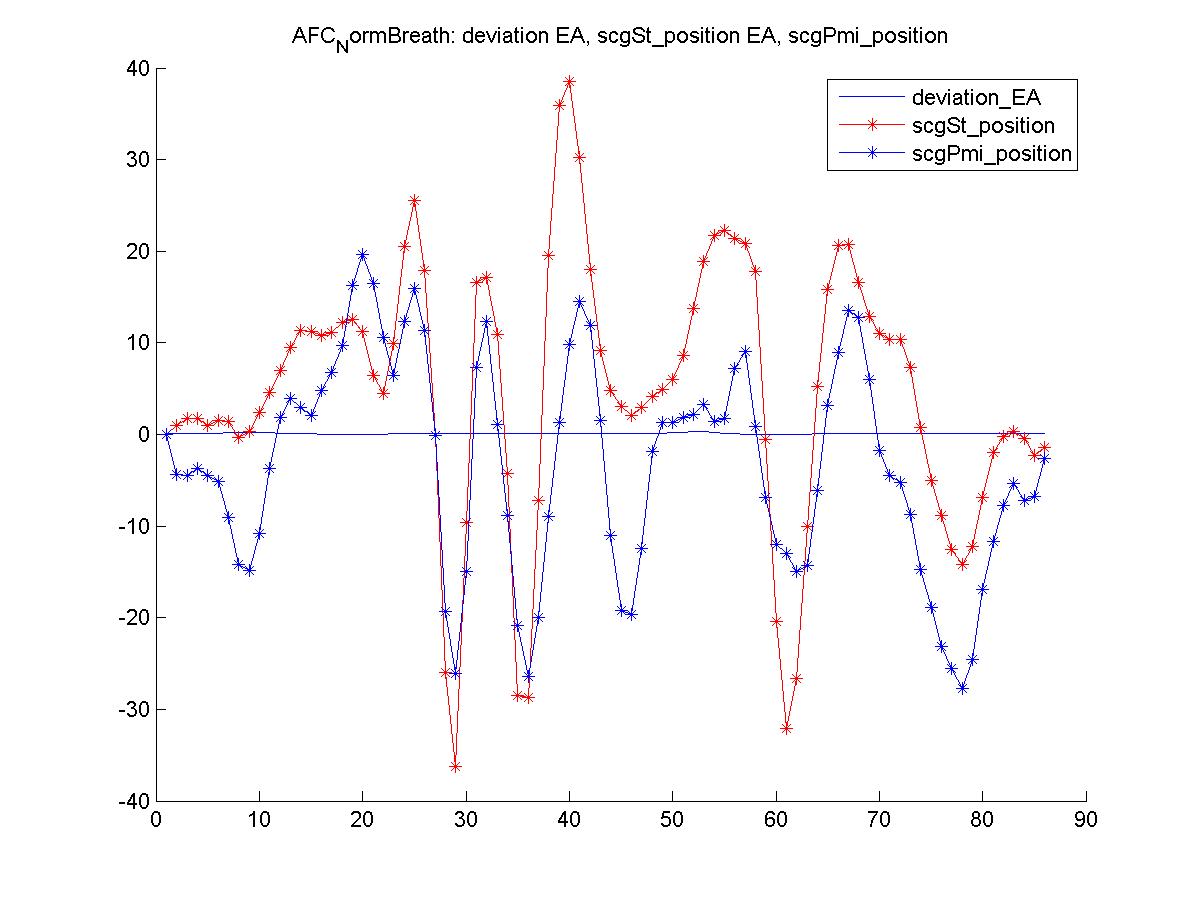 AFC_NormBreath: deviation EA, scgSt_position EA, scgPmi_position
40
30
20
10
0
-10
-20
-30
-40
0 10 20 30 40 50 60 70 80 90
deviation_EA
scgSt_position
scgPmi_position